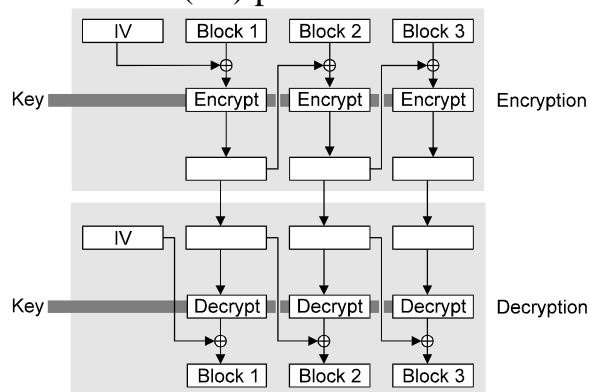 IV Block 1 Block 2 Block 3
Key Encrypt Encrypt Encrypt Encryption
IV
Key Decrypt Decrypt Decrypt Decryption
Block 1 Block 2 Block 3